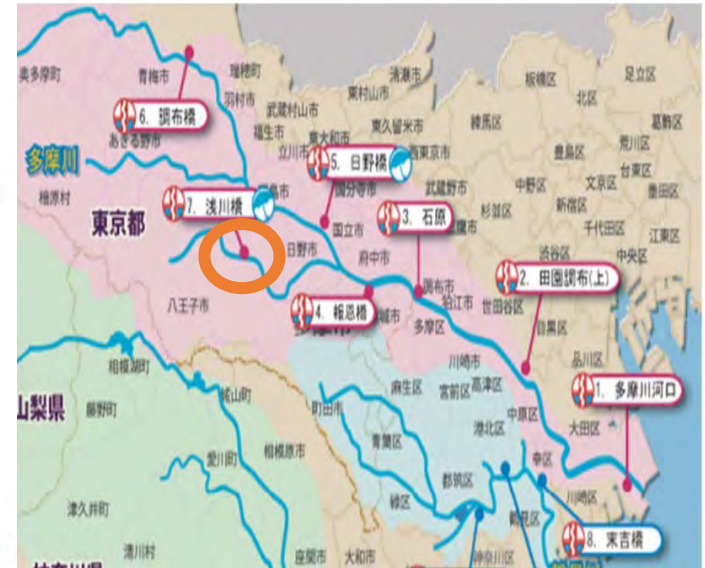 奥多摩町
青梅市
瑞穂町
羽村市
6. 調布橋
武蔵村山市
東村山市
清瀬市
板橋区
足立区
北区
葛飾区
あきる野市
福生市
立川市
東大和市
東久留米市
西東京市
練馬区
荒川区
豊島区
台東区
多摩川
5. 日野橋
国分寺市
武蔵野市
中野区
文京区
墨田区
檜原村
7. 浅川橋
東京都
国立市
3. 石原
杉並区
新宿区
千代田区
江東区
日野市
府中市
渋谷区
中央区
2. 田園調布(上)
調布市
狛江市
世田谷区
八王子市
4. 報恩橋
多摩区
目黒区
川崎市
品川区
相模湖町
麻生区
宮前区
高津区
1. 多摩川河口
山梨県
藤野町
城山町
町田市
中原区
港北区
大田区
青葉区
相模原市
愛川町
都筑区
幸区
川崎区
津久井町
緑区
鶴見区
8. 末吉橋
清川村
座間市
大和市
神奈川区